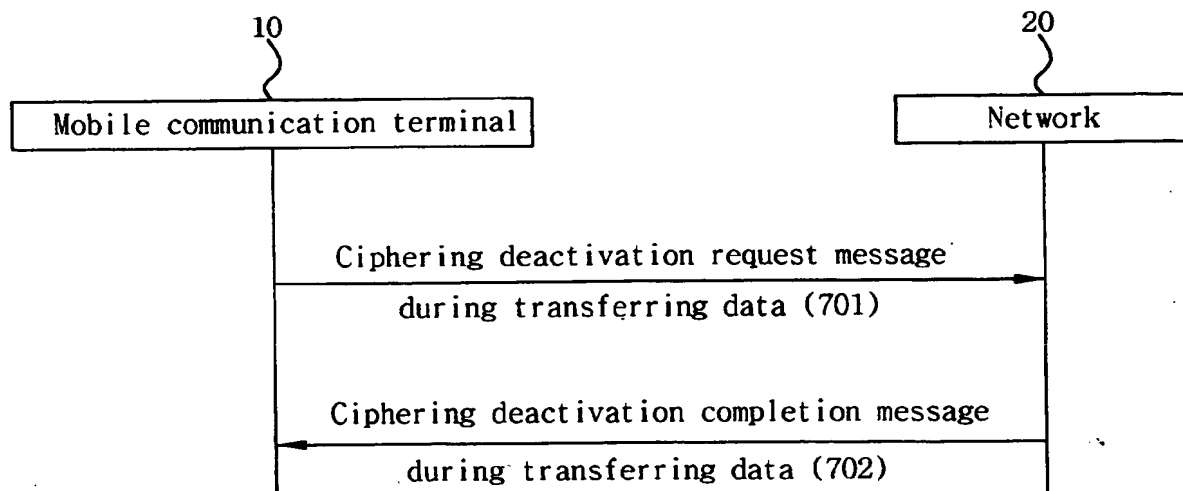 10
20
Mobile communication terminal
Network
Ciphering deactivation request message
during transferring data (701)
Ciphering deactivation completion message
during transferring data (702)